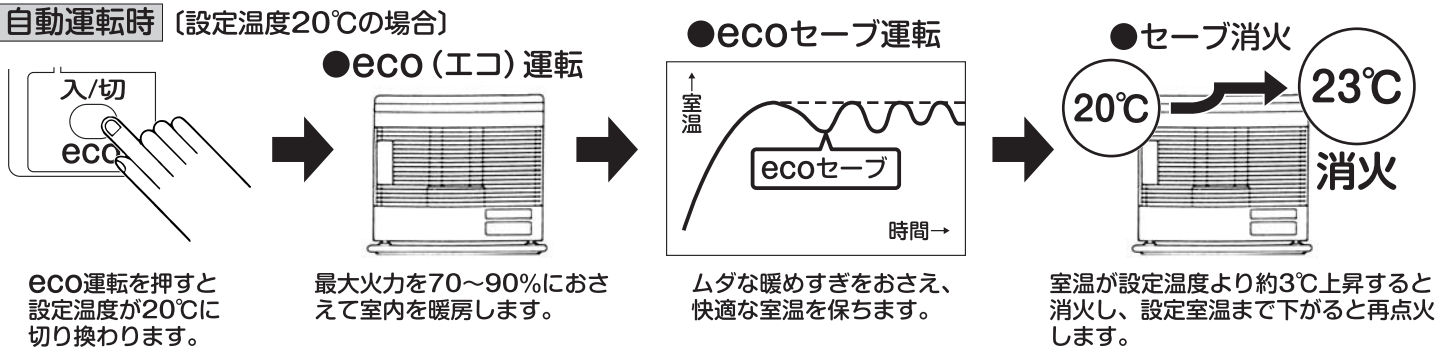 自動運転時〔設定温度20℃の場合〕
入/切
eco
eco運転を押すと
設定温度が20℃に
切り換わります。
●eco（エコ）運転
最大火力を70～90%におさ
えて室内を暖房します。
●ecoセーブ運転
↑室温
ecoセーブ
時間→
ムダな暖めすぎをおさえ、
快適な室温を保ちます。
●セーブ消火
20℃
23℃
消火
室温が設定温度より約3℃上昇すると
消火し、設定室温まで下がると再点火
します。